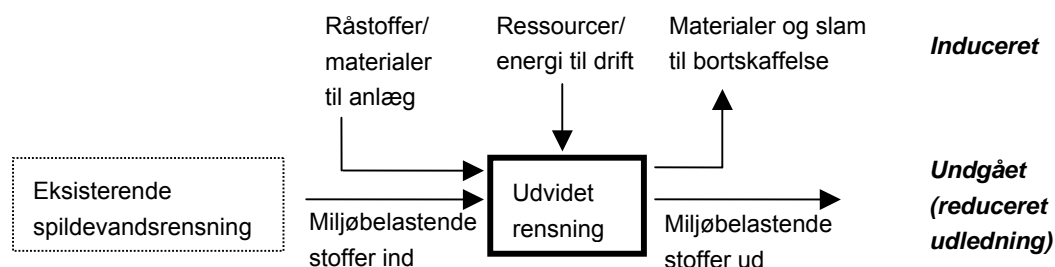 Råstoffer/
materialer
til anlæg
Ressourcer/
energi til drift
Materialer og slam
til bortskaffelse
Induceret
Eksisterende
spildevandsrensning
Miljøbelastende
stoffer ind
Udvidet
rensning
Miljøbelastende
stoffer ud
Undgået
(reduceret
udledning)